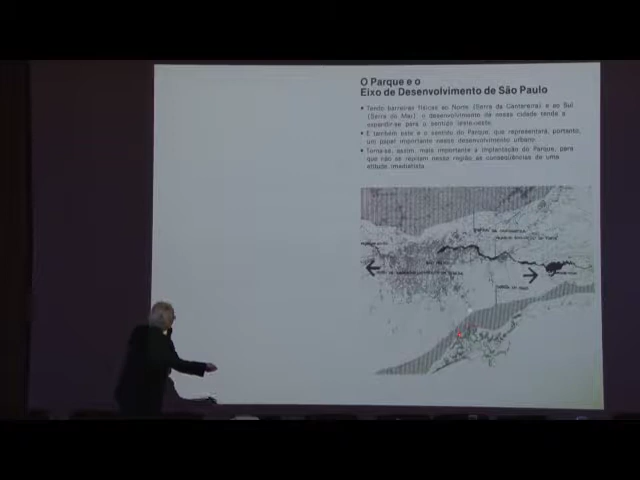 O Parque e o
Eixo de Desenvolvimento de São Paulo
• Tendo barreiras físicas ao Norte (Serra da Cantareira) e ao Sul
(Serra do Mar), o desenvolvimento da nossa cidade tende a
expandir-se para o sentido leste-oeste.
• É também este o sentido do Parque, que representará, portanto,
um papel importante nesse desenvolvimento urbano.
• Torna-se, assim, mais importante a implantação do Parque, para
que não se repitam nessa região as conseqüências de uma
atitude imediatista.